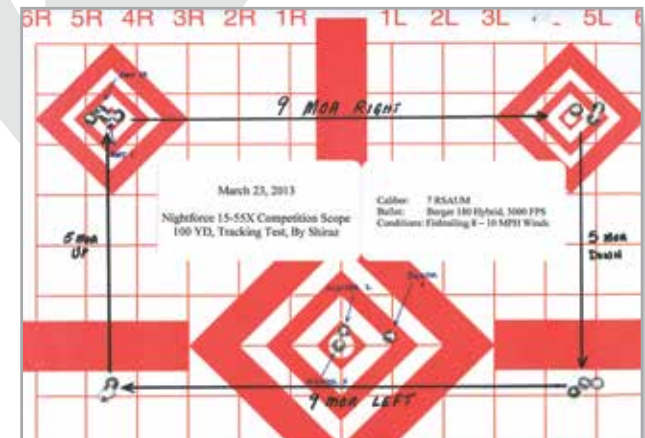 6R 5R 4R 3R 2R 1R 1L 2L 3L 5L 6
9 MOA RIGHT
March 23, 2013
Nightforce 15-55X Competition Scope
100 YD, Tracking Test, By Shiraz
Caliber: 7 RSAUM
Bullet: Berger 180 Hybrid, 3000 FPS
Conditions: Fishtailing 8 – 10 MPH Winds
5 MOA
UP
5 MOA
DOWN
9 MOA LEFT